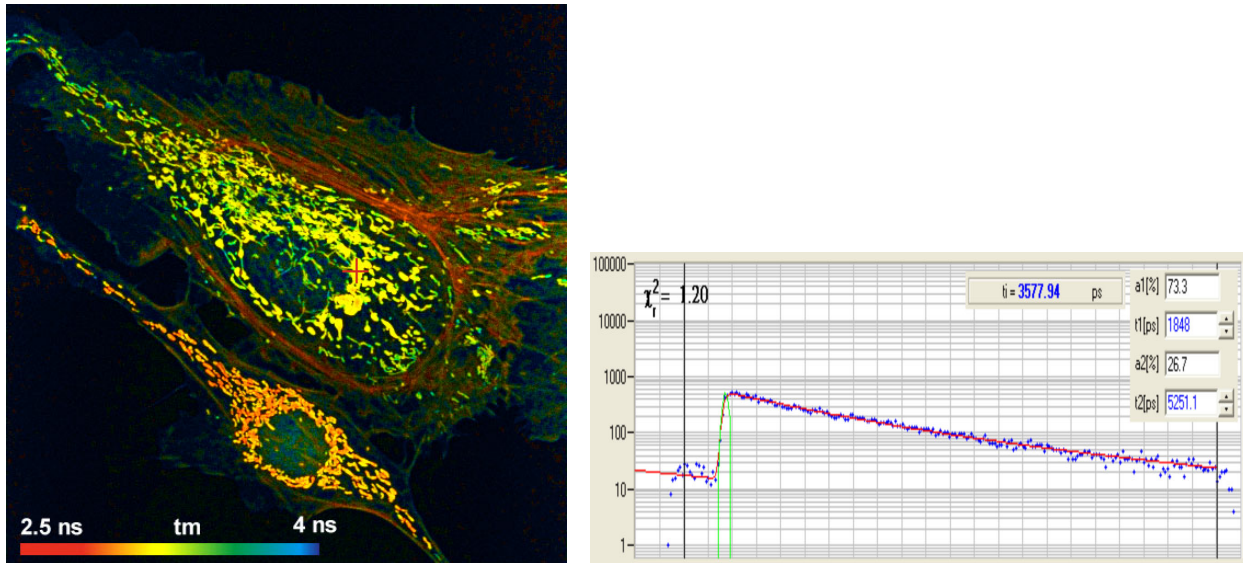 2.5 ns tm 4 ns
100000
10000
1000
100
10
1
χ²r = 1.20
ti = 3577.94 ps
a1[%] 73.3
t1[ps] 1848
a2[%] 26.7
t2[ps] 5251.1